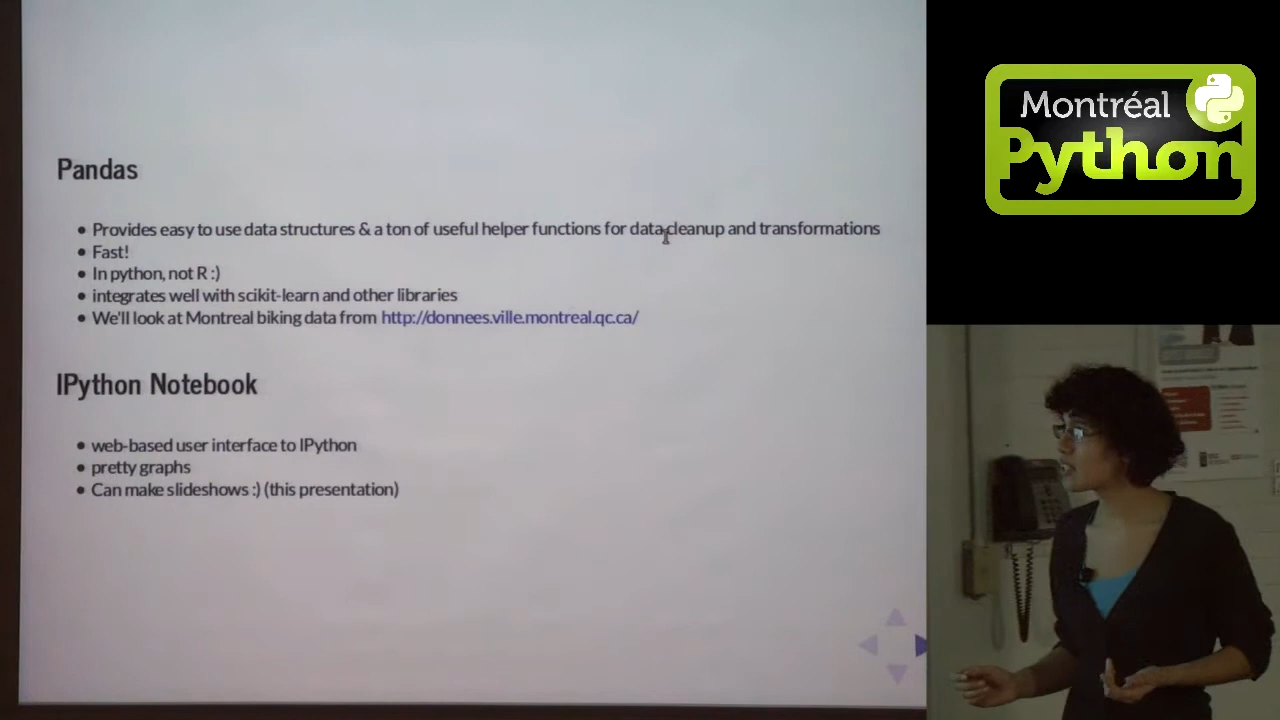 Pandas
Provides easy to use data structures & a ton of useful helper functions for data cleanup and transformations
Fast!
In python, not R :)
integrates well with scikit-learn and other libraries
We'll look at Montreal biking data from http://donnees.ville.montreal.qc.ca/
IPython Notebook
web-based user interface to IPython
pretty graphs
Can make slideshows :) (this presentation)
Montréal
Python